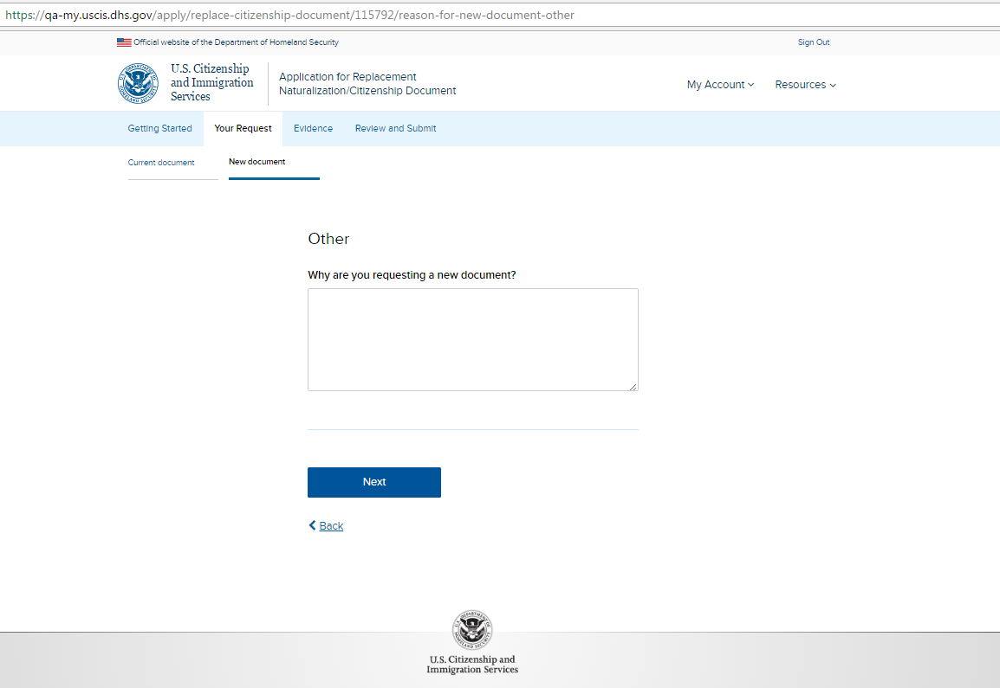 https://qa-my.uscis.dhs.gov/apply/replace-citizenship-document/115792/reason-for-new-document-other
Official website of the Department of Homeland Security
Sign Out
U.S. Citizenship
and Immigration
Services
Application for Replacement
Naturalization/Citizenship Document
My Account
Resources
Getting Started
Your Request
Evidence
Review and Submit
Current document
New document
Other
Why are you requesting a new document?
Next
Back
U.S. Citizenship and
Immigration Services